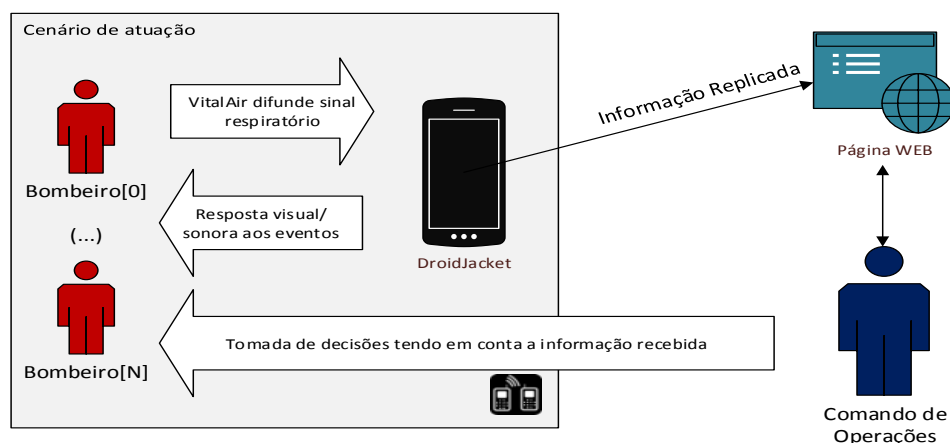 Cenário de atuação
VitalAir difunde sinal
respiratório
Bombeiro[0]
Resposta visual/
sonora aos eventos
(...)
DroidJacket
Informação Replicada
Página WEB
Tomada de decisões tendo em conta a informação recebida
Bombeiro[N]
Comando de
Operações